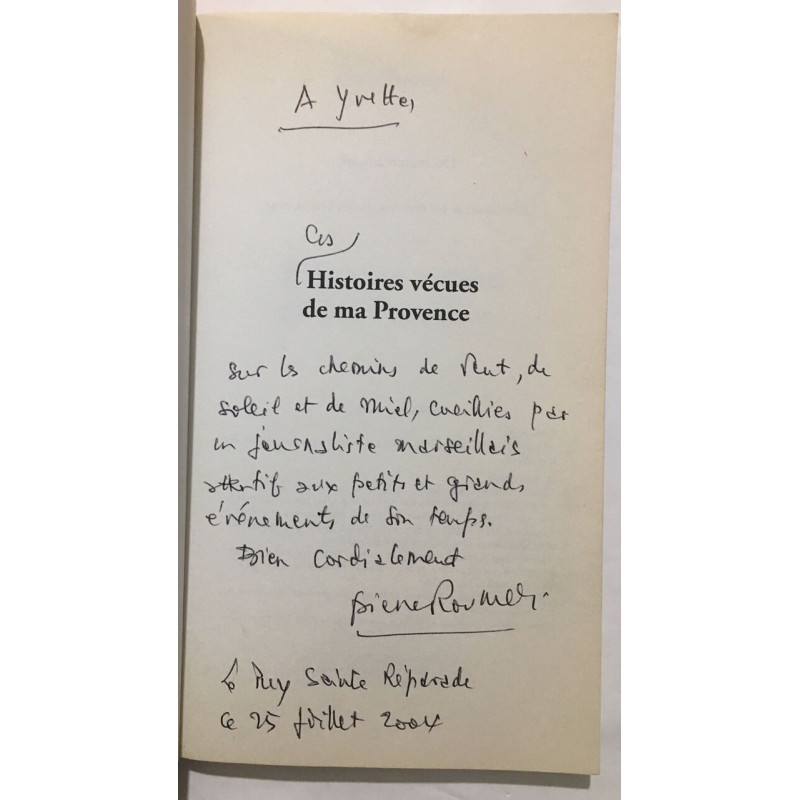 A Yvette,
Ces
Histoires vécues
de ma Provence
sur les chemins de vent, de
soleil et de miel, cueillies par
un journaliste marseillais
attentif aux petits et grands
événements de son temps.
Bien cordialement
Le Puy Sainte Réparade
ce 25 juillet 2004